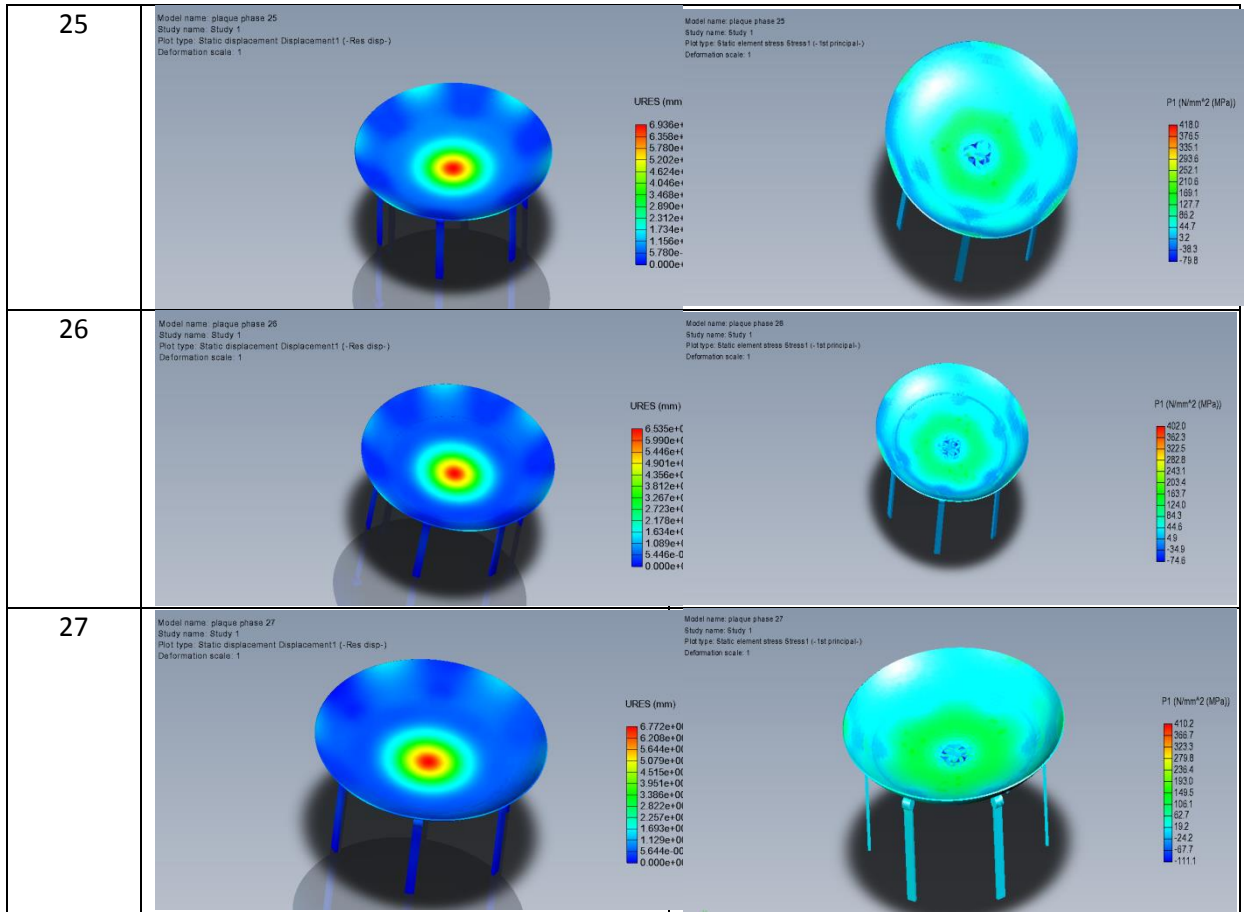 25
Model name: plaque phase 25
Study name: Study 1
Plot type: Static displacement Displacement1 (-Res disp-)
Deformation scale: 1
URES (mm
6.936e+
6.358e+
5.780e+
5.202e+
4.624e+
4.046e+
3.468e+
2.890e+
2.312e+
1.734e+
1.156e+
5.780e-
0.000e+
Model name: plaque phase 25
Study name: Study 1
Plot type: Static element stress Stress1 (-1st principal-)
Deformation scale: 1
P1 (N/mm^2 (MPa))
418.0
376.5
335.1
293.6
252.1
210.6
169.1
127.7
86.2
44.7
3.2
-38.3
-79.8
26
Model name: plaque phase 26
Study name: Study 1
Plot type: Static displacement Displacement1 (-Res disp-)
Deformation scale: 1
URES (mm)
6.535e+0
5.990e+0
5.446e+0
4.901e+0
4.356e+0
3.812e+0
3.267e+0
2.723e+0
2.178e+0
1.634e+0
1.089e+0
5.446e-0
0.000e+0
Model name: plaque phase 26
Study name: Study 1
Plot type: Static element stress Stress1 (-1st principal-)
Deformation scale: 1
P1 (N/mm^2 (MPa))
402.0
362.3
322.5
282.8
243.1
203.4
163.7
124.0
84.3
44.6
4.9
-34.9
-74.6
27
Model name: plaque phase 27
Study name: Study 1
Plot type: Static displacement Displacement1 (-Res disp-)
Deformation scale: 1
URES (mm)
6.772e+00
6.208e+00
5.644e+00
5.079e+00
4.515e+00
3.951e+00
3.386e+00
2.822e+00
2.257e+00
1.693e+00
1.129e+00
5.644e-00
0.000e+00
Model name: plaque phase 27
Study name: Study 1
Plot type: Static element stress Stress1 (-1st principal-)
Deformation scale: 1
P1 (N/mm^2 (MPa))
410.2
366.7
323.3
279.8
236.4
193.0
149.5
106.1
62.7
19.2
-24.2
-67.7
-111.1